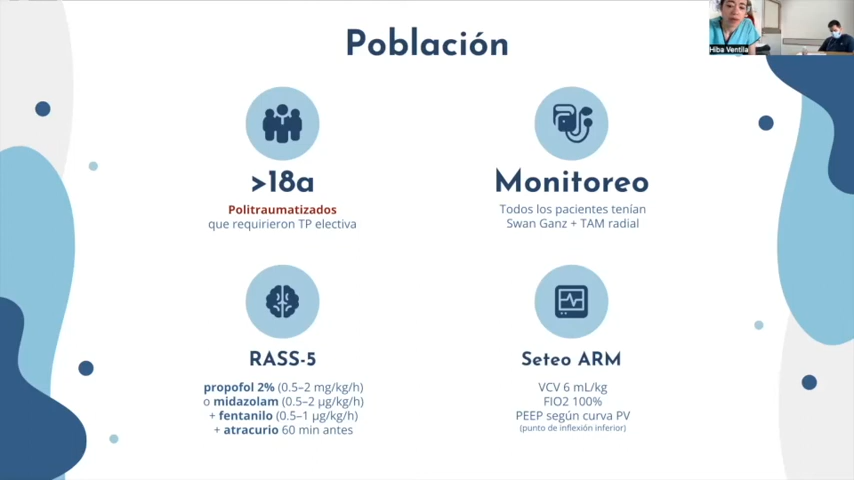 Población
Hiba Ventila
>18a
Politraumatizados
que requirieron TP electiva
Monitoreo
Todos los pacientes tenían
Swan Ganz + TAM radial
RASS-5
propofol 2% (0.5–2 mg/kg/h)
o midazolam (0.5–2 µg/kg/h)
+ fentanilo (0.5–1 µg/kg/h)
+ atracurio 60 min antes
Seteo ARM
VCV 6 mL/kg
FIO2 100%
PEEP según curva PV
(punto de inflexión inferior)